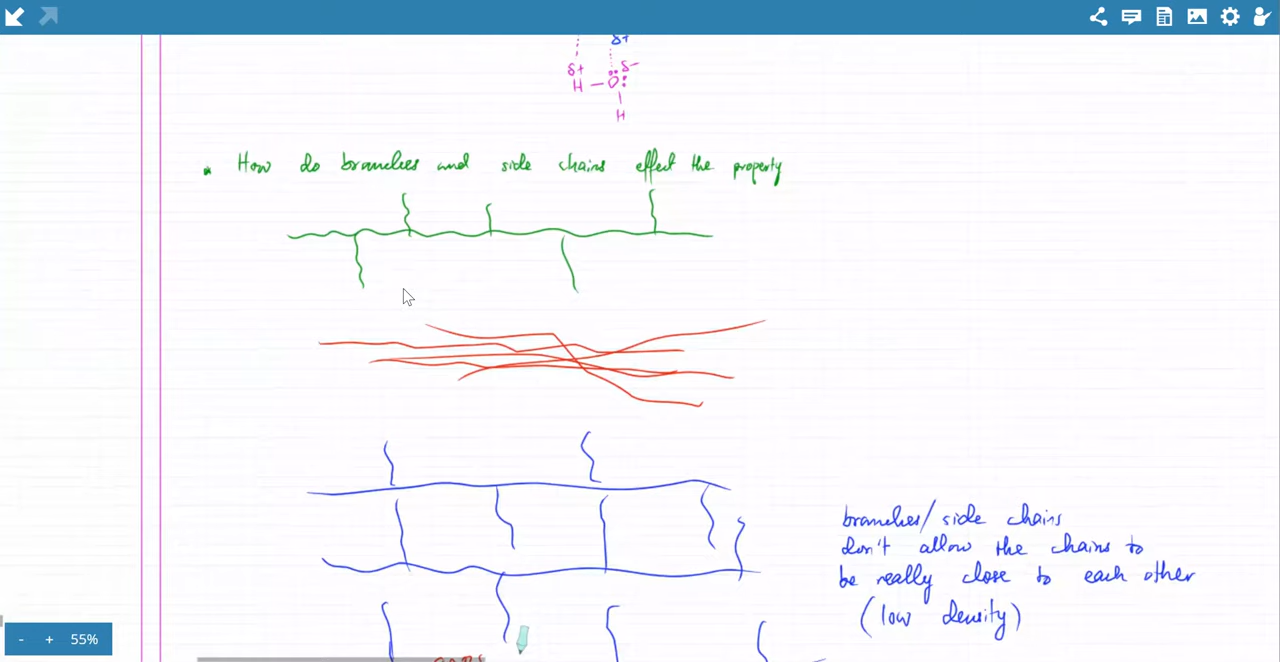 δ+
δ+ δ-
H – O
H
How do branches and side chains effect the property
branches/ side chains
don't allow the chains to
be really close to each other
(low density)
- + 55%